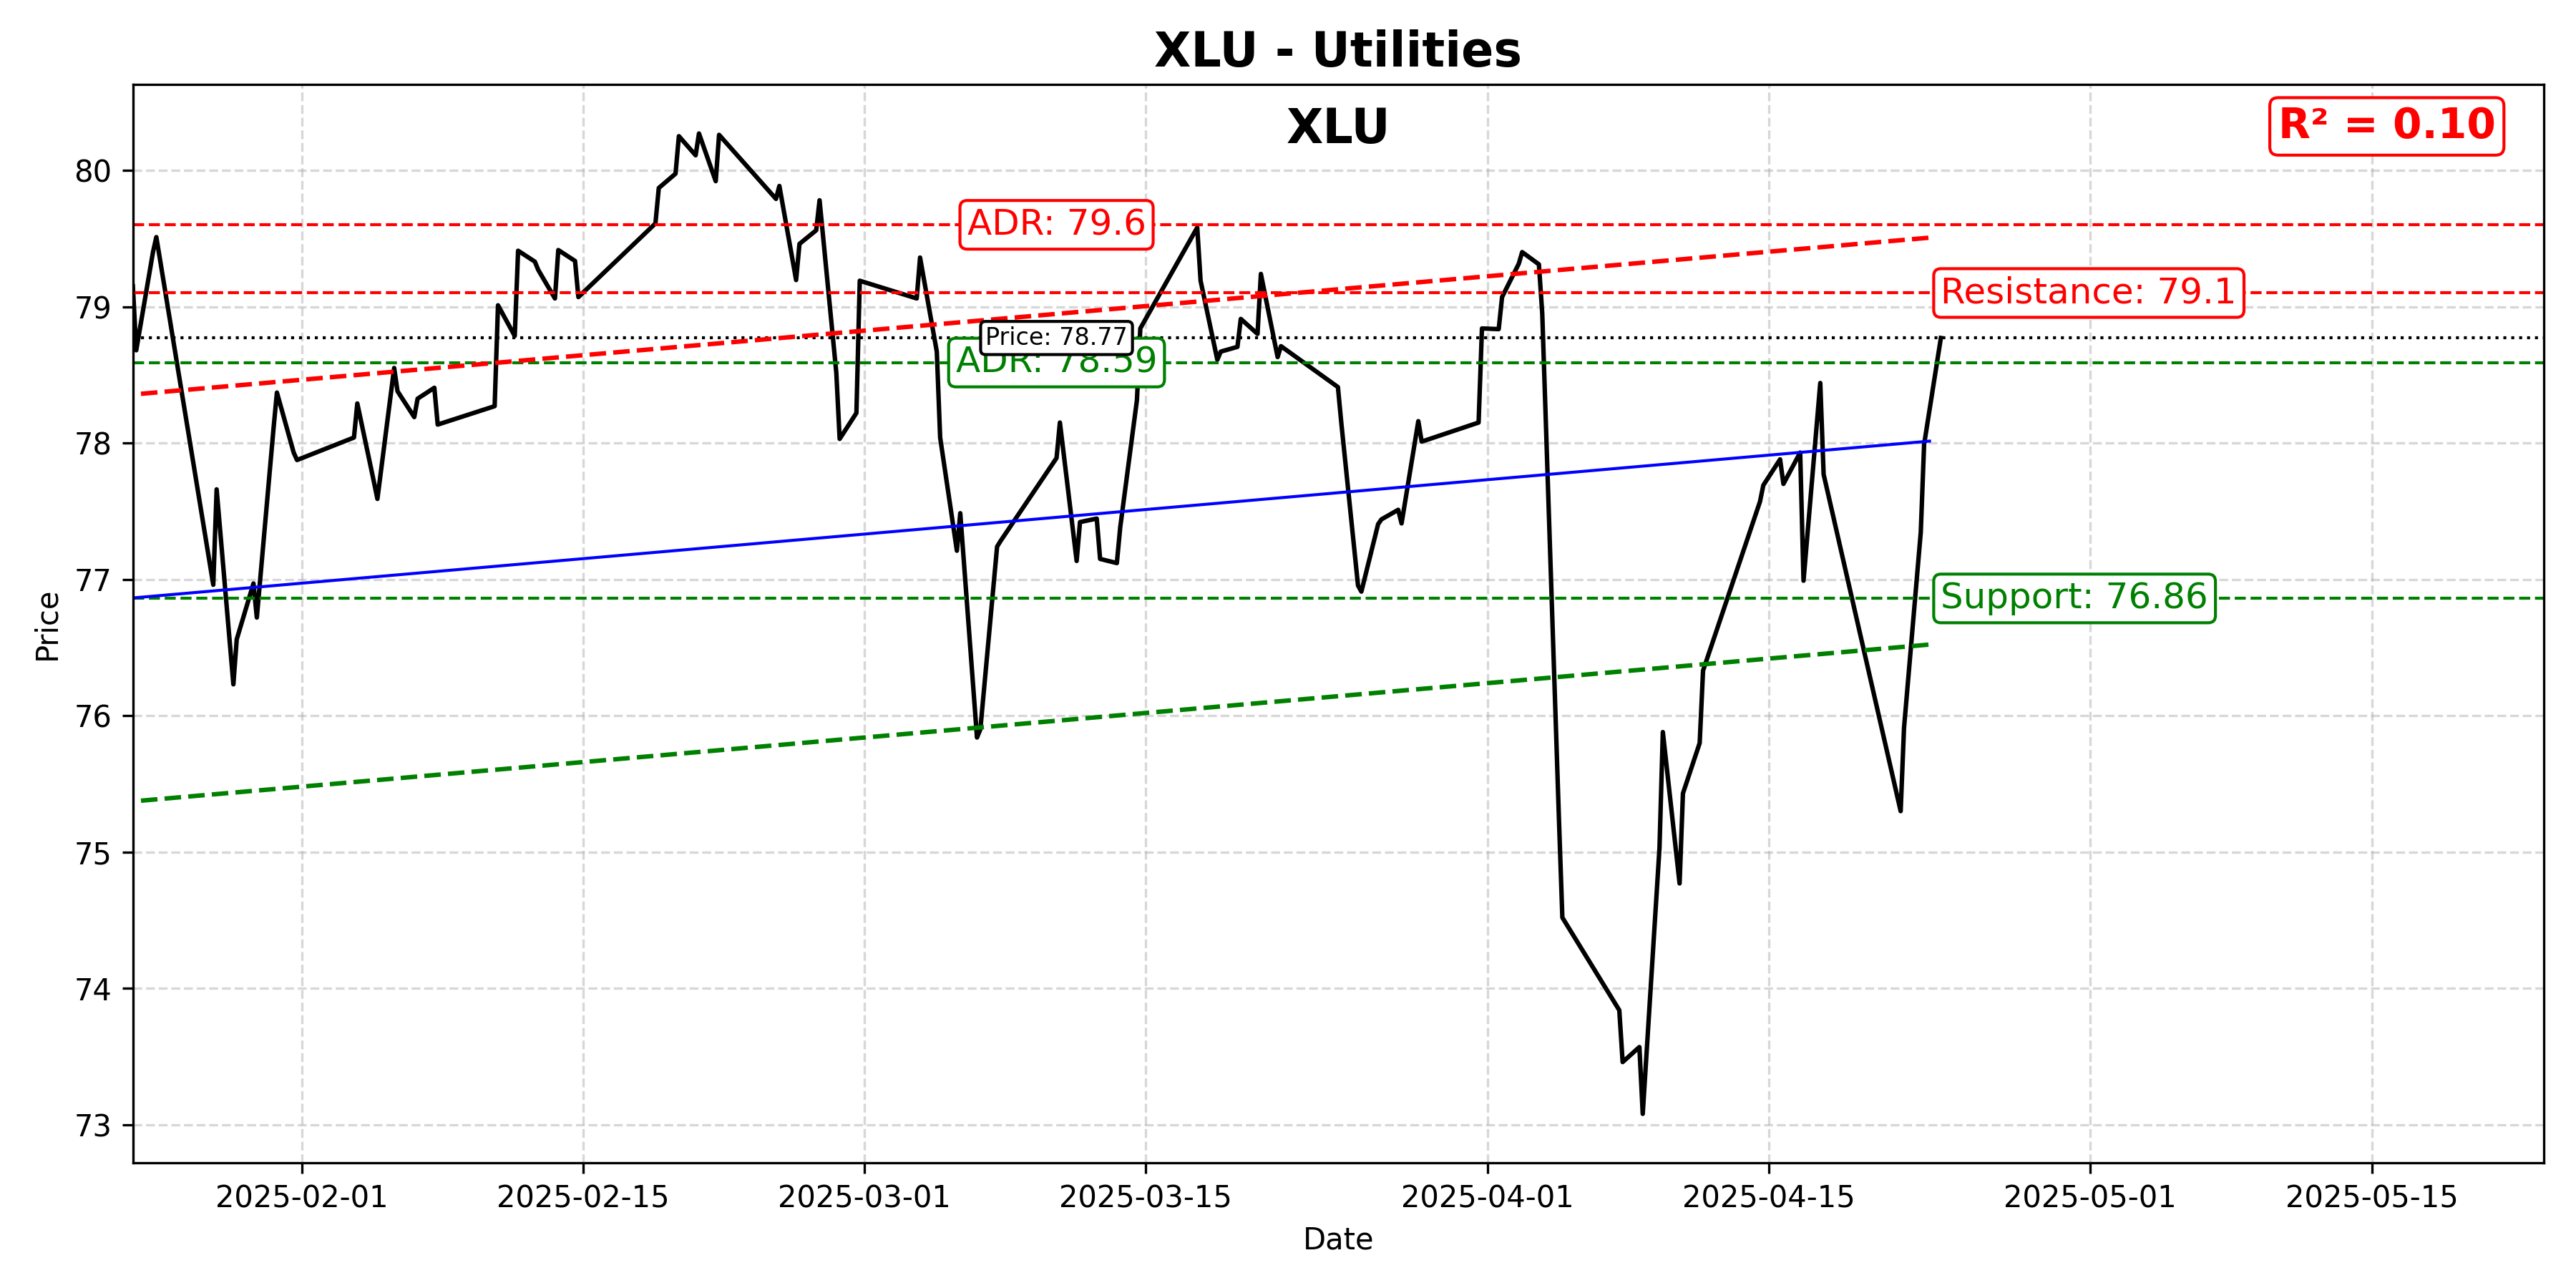 XLU - Utilities
XLU
R² = 0.10
ADR: 79.6
Resistance: 79.1
Price: 78.77
ADR: 78.59
Support: 76.86
80
79
78
77
76
75
74
73
Price
2025-02-01
2025-02-15
2025-03-01
2025-03-15
2025-04-01
2025-04-15
2025-05-01
2025-05-15
Date